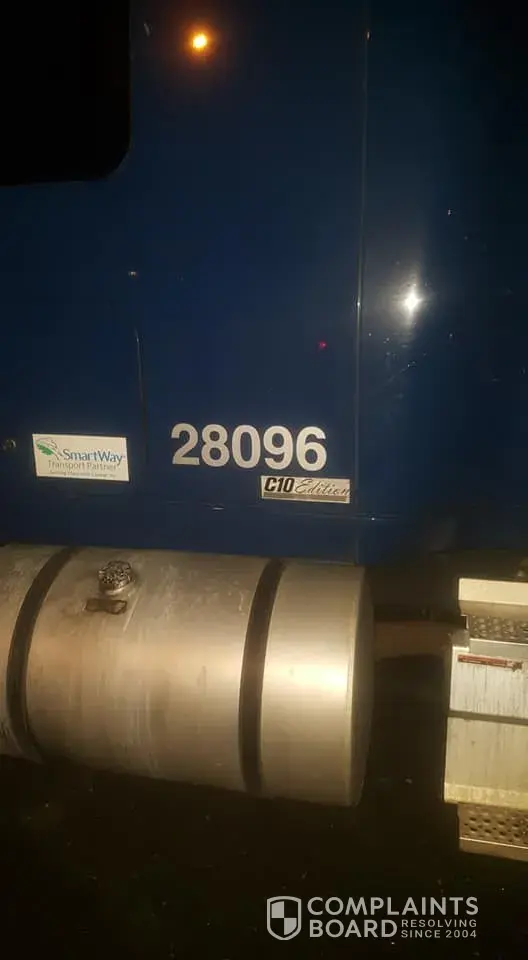 28096
SmartWay
Transport Partner
C10 Edition
COMPLAINTS
BOARD RESOLVING
SINCE 2004